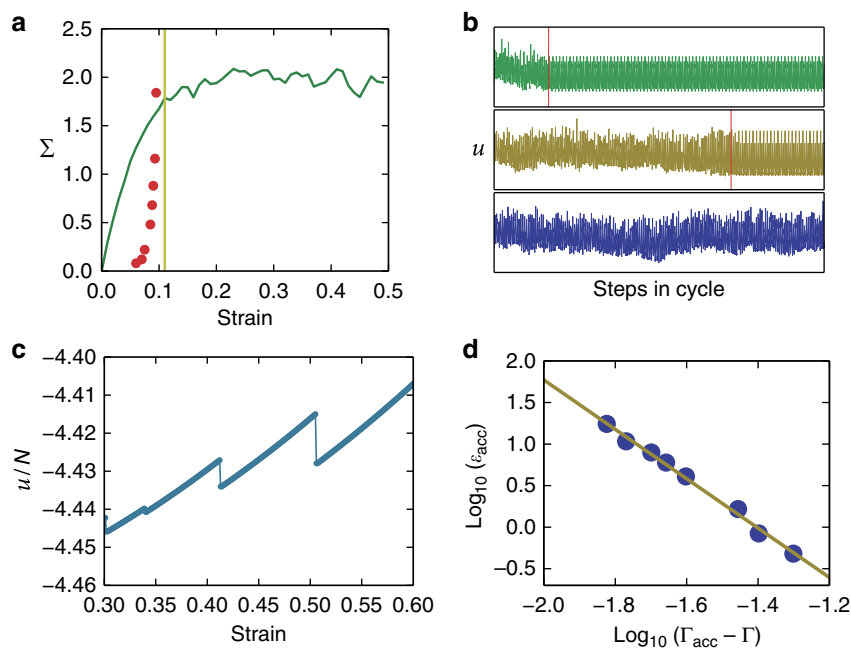 a
2.5
2.0
1.5
1.0
0.5
0.0
Σ
0.0 0.1 0.2 0.3 0.4 0.5
Strain
b
u
Steps in cycle
c
−4.40
−4.41
−4.42
−4.43
−4.44
−4.45
−4.46
u/N
0.30 0.35 0.40 0.45 0.50 0.55 0.60
Strain
d
2.0
1.5
1.0
0.5
0.0
−0.5
Log10 (εacc)
−2.0 −1.8 −1.6 −1.4 −1.2
Log10 (Γacc − Γ)